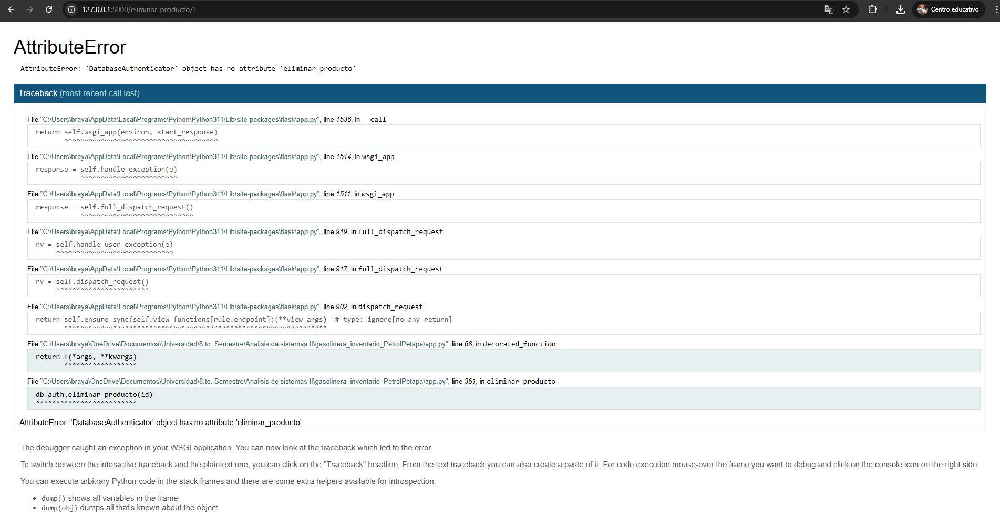 127.0.0.1:5000/eliminar_producto/1
Centro educativo
AttributeError
AttributeError: 'DatabaseAuthenticator' object has no attribute 'eliminar_producto'
Traceback (most recent call last)
File "C:\Users\braya\AppData\Local\Programs\Python\Python311\Lib\site-packages\flask\app.py", line 1536, in __call__
return self.wsgi_app(environ, start_response)
^^^^^^^^^^^^^^^^^^^^^^^^^^^^^^^^^^^^^^
File "C:\Users\braya\AppData\Local\Programs\Python\Python311\Lib\site-packages\flask\app.py", line 1514, in wsgi_app
response = self.handle_exception(e)
^^^^^^^^^^^^^^^^^^^^^^^^
File "C:\Users\braya\AppData\Local\Programs\Python\Python311\Lib\site-packages\flask\app.py", line 1511, in wsgi_app
response = self.full_dispatch_request()
^^^^^^^^^^^^^^^^^^^^^^^^^^^^
File "C:\Users\braya\AppData\Local\Programs\Python\Python311\Lib\site-packages\flask\app.py", line 919, in full_dispatch_request
rv = self.handle_user_exception(e)
^^^^^^^^^^^^^^^^^^^^^^^^^^^^^
File "C:\Users\braya\AppData\Local\Programs\Python\Python311\Lib\site-packages\flask\app.py", line 917, in full_dispatch_request
rv = self.dispatch_request()
^^^^^^^^^^^^^^^^^^^^^^^
File "C:\Users\braya\AppData\Local\Programs\Python\Python311\Lib\site-packages\flask\app.py", line 902, in dispatch_request
return self.ensure_sync(self.view_functions[rule.endpoint])(**view_args)  # type: ignore[no-any-return]
^^^^^^^^^^^^^^^^^^^^^^^^^^^^^^^^^^^^^^^^^^^^^^^^^^^^^^^^^^^^^^^^^
File "C:\Users\braya\OneDrive\Documentos\Universidad\8.to. Semestre\Analisis de sistemas II\gasolinera_inventario_PetrolPetapa\app.py", line 68, in decorated_function
return f(*args, **kwargs)
^^^^^^^^^^^^^^^^^^
File "C:\Users\braya\OneDrive\Documentos\Universidad\8.to. Semestre\Analisis de sistemas II\gasolinera_inventario_PetrolPetapa\app.py", line 361, in eliminar_producto
db_auth.eliminar_producto(id)
^^^^^^^^^^^^^^^^^^^^^^^^^
AttributeError: 'DatabaseAuthenticator' object has no attribute 'eliminar_producto'
The debugger caught an exception in your WSGI application. You can now look at the traceback which led to the error.
To switch between the interactive traceback and the plaintext one, you can click on the "Traceback" headline. From the text traceback you can also create a paste of it. For code execution mouse-over the frame you want to debug and click on the console icon on the right side.
You can execute arbitrary Python code in the stack frames and there are some extra helpers available for introspection:
• dump() shows all variables in the frame
• dump(obj) dumps all that's known about the object